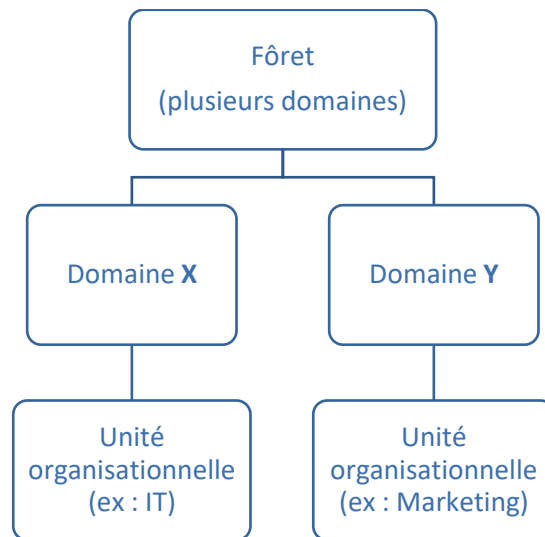 Fôret
(plusieurs domaines)
Domaine X
Domaine Y
Unité
organisationnelle
(ex : IT)
Unité
organisationnelle
(ex : Marketing)